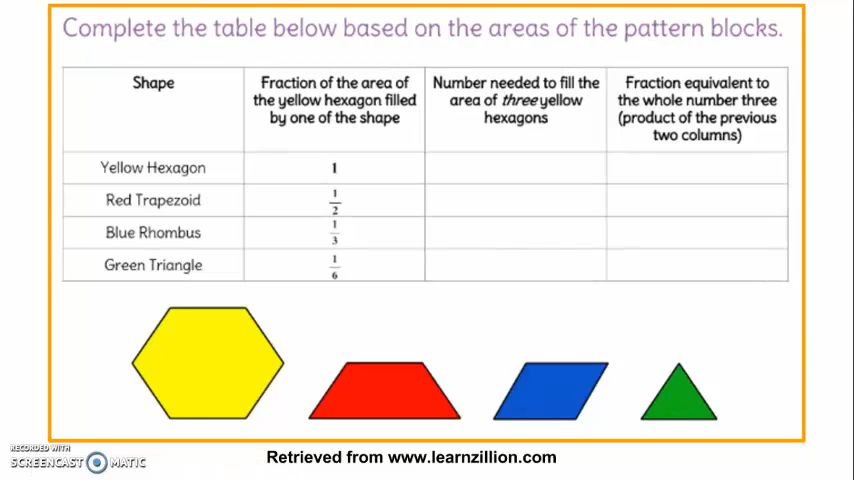 Complete the table below based on the areas of the pattern blocks.
Shape
Fraction of the area of
the yellow hexagon filled
by one of the shape
Number needed to fill the
area of three yellow
hexagons
Fraction equivalent to
the whole number three
(product of the previous
two columns)
Yellow Hexagon
1
Red Trapezoid
1/2
Blue Rhombus
1/3
Green Triangle
1/6
RECORDED WITH
SCREENCAST MATIC
Retrieved from www.learnzillion.com